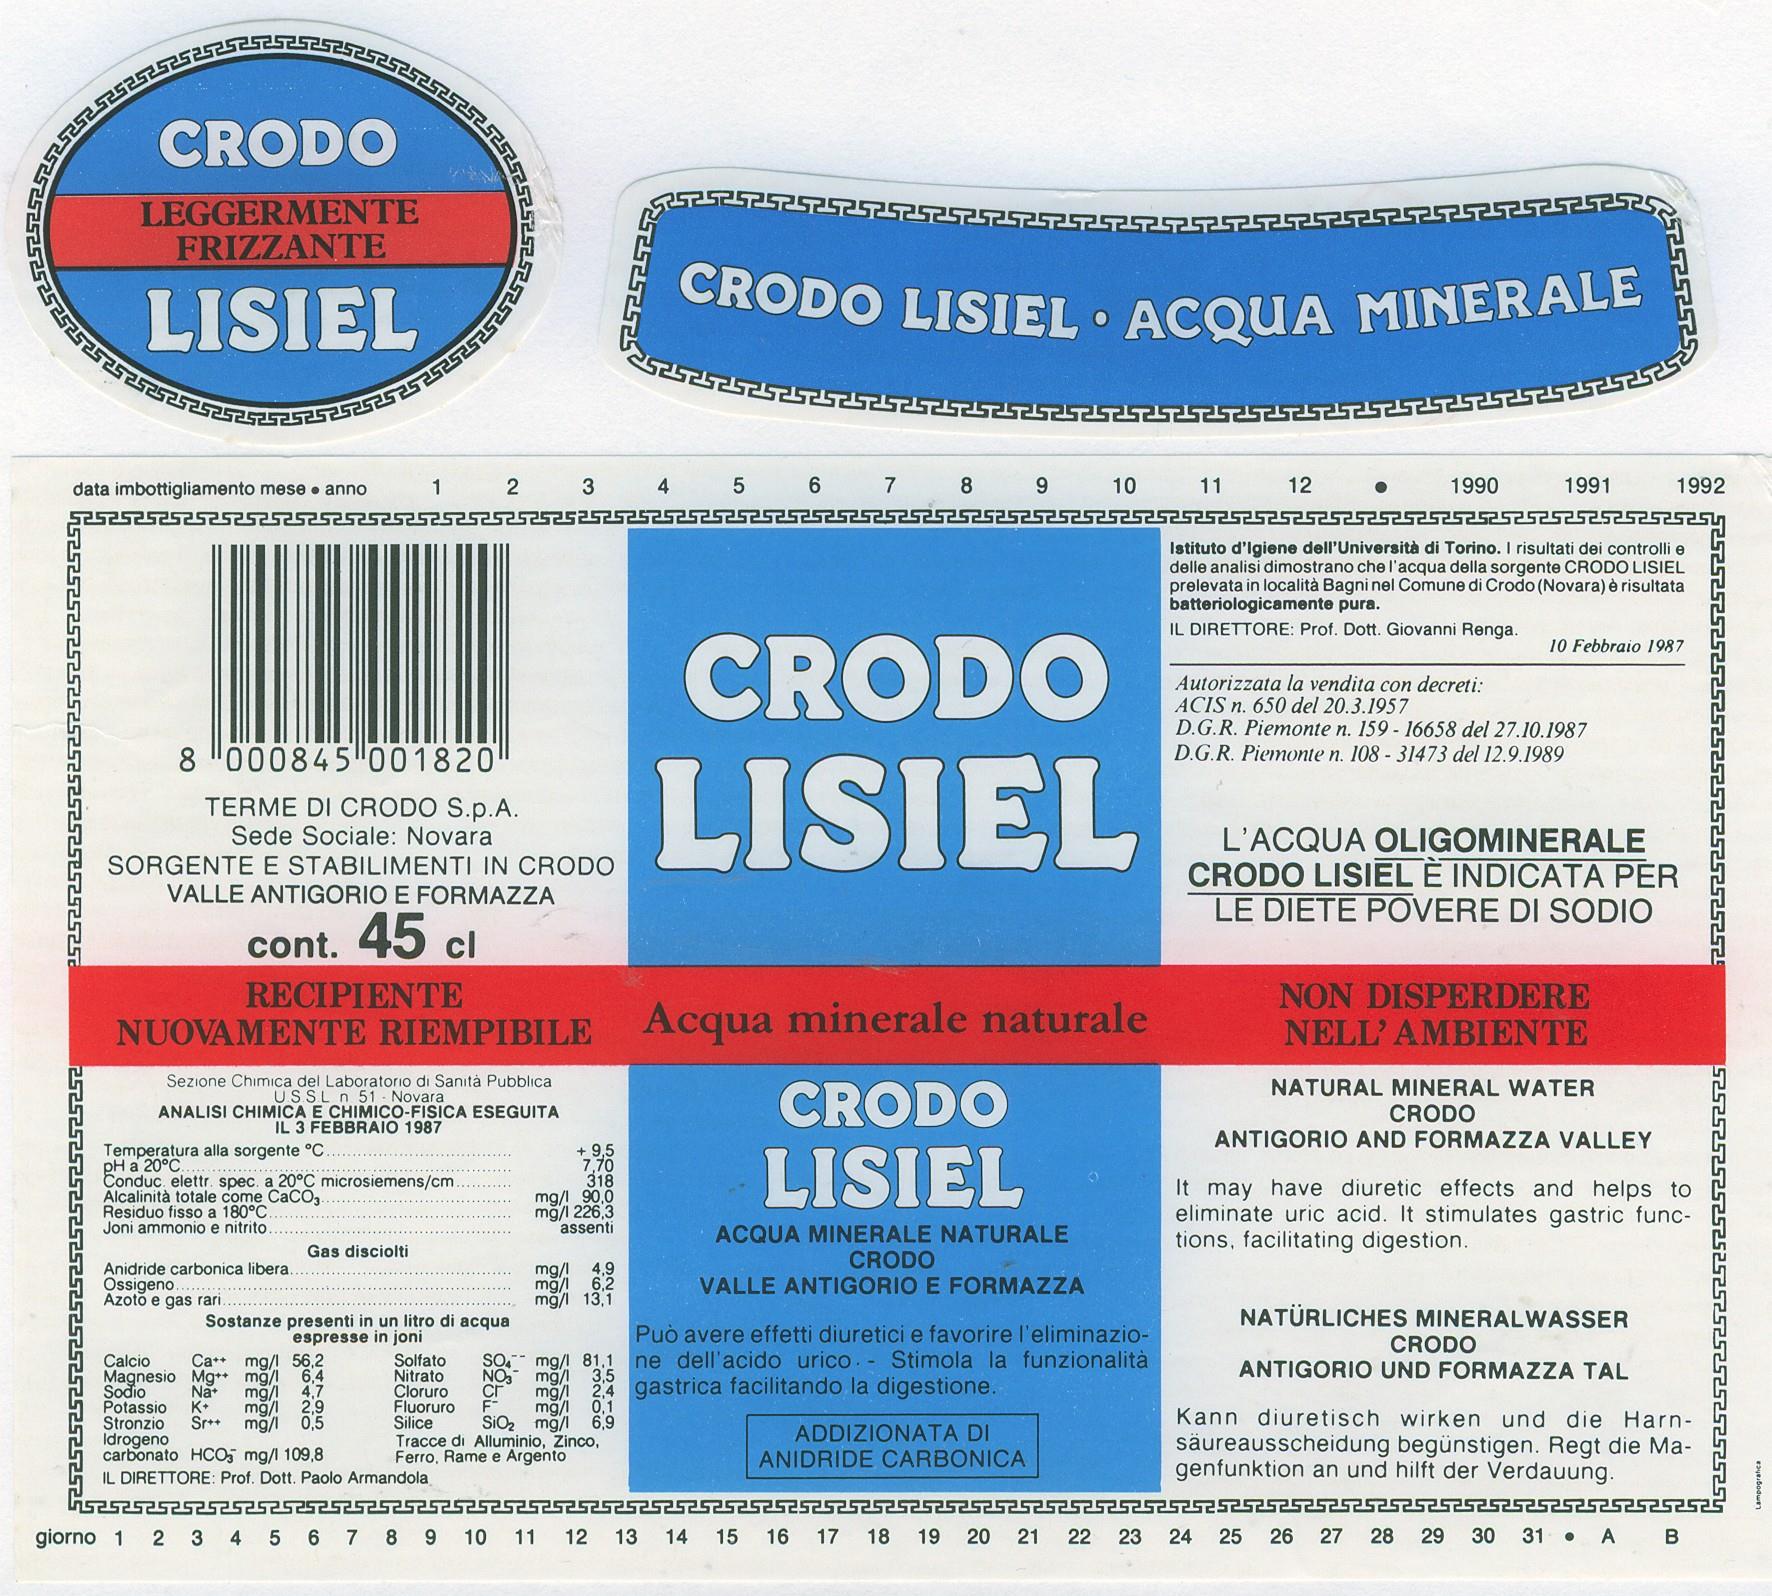 CRODO
LEGGERMENTE
FRIZZANTE
LISIEL
CRODO LISIEL • ACQUA MINERALE
data imbottigliamento mese • anno 1 2 3 4 5 6 7 8 9 10 11 12 • 1990 1991 1992
8 000845 001820
TERME DI CRODO S.p.A.
Sede Sociale: Novara
SORGENTE E STABILIMENTI IN CRODO
VALLE ANTIGORIO E FORMAZZA
cont. 45 cl
RECIPIENTE
NUOVAMENTE RIEMPIBILE
Sezione Chimica del Laboratorio di Sanità Pubblica
U.S.S.L. n. 51 - Novara
ANALISI CHIMICA E CHIMICO-FISICA ESEGUITA
IL 3 FEBBRAIO 1987
Temperatura alla sorgente °C + 9,5
pH a 20°C 7,70
Conduc. elettr. spec. a 20°C microsiemens/cm 318
Alcalinità totale come CaCO₃ mg/l 90,0
Residuo fisso a 180°C mg/l 226,3
Joni ammonio e nitrito assenti
Gas disciolti
Anidride carbonica libera mg/l 4,9
Ossigeno mg/l 6,2
Azoto e gas rari mg/l 13,1
Sostanze presenti in un litro di acqua
espresse in joni
Calcio Ca++ mg/l 56,2
Magnesio Mg++ mg/l 6,4
Sodio Na+ mg/l 4,7
Potassio K+ mg/l 2,9
Stronzio Sr++ mg/l 0,5
Idrogeno
carbonato HCO₃⁻ mg/l 109,8
Solfato SO₄-- mg/l 81,1
Nitrato NO₃⁻ mg/l 3,5
Cloruro Cl⁻ mg/l 2,4
Fluoruro F⁻ mg/l 0,1
Silice SiO₂ mg/l 6,9
Tracce di Alluminio, Zinco,
Ferro, Rame e Argento
IL DIRETTORE: Prof. Dott. Paolo Armandola
CRODO
LISIEL
Acqua minerale naturale
CRODO
LISIEL
ACQUA MINERALE NATURALE
CRODO
VALLE ANTIGORIO E FORMAZZA
Può avere effetti diuretici e favorire l'eliminazio-
ne dell'acido urico. - Stimola la funzionalità
gastrica facilitando la digestione.
ADDIZIONATA DI
ANIDRIDE CARBONICA
Istituto d'Igiene dell'Università di Torino. I risultati dei controlli e
delle analisi dimostrano che l'acqua della sorgente CRODO LISIEL
prelevata in località Bagni nel Comune di Crodo (Novara) è risultata
batteriologicamente pura.
IL DIRETTORE: Prof. Dott. Giovanni Renga.
10 Febbraio 1987
Autorizzata la vendita con decreti:
ACIS n. 650 del 20.3.1957
D.G.R. Piemonte n. 159 - 16658 del 27.10.1987
D.G.R. Piemonte n. 108 - 31473 del 12.9.1989
L'ACQUA OLIGOMINERALE
CRODO LISIEL È INDICATA PER
LE DIETE POVERE DI SODIO
NON DISPERDERE
NELL'AMBIENTE
NATURAL MINERAL WATER
CRODO
ANTIGORIO AND FORMAZZA VALLEY
It may have diuretic effects and helps to
eliminate uric acid. It stimulates gastric func-
tions, facilitating digestion.
NATÜRLICHES MINERALWASSER
CRODO
ANTIGORIO UND FORMAZZA TAL
Kann diuretisch wirken und die Harn-
säureausscheidung begünstigen. Regt die Ma-
genfunktion an und hilft der Verdauung.
Lampografica
giorno 1 2 3 4 5 6 7 8 9 10 11 12 13 14 15 16 17 18 19 20 21 22 23 24 25 26 27 28 29 30 31 • A B